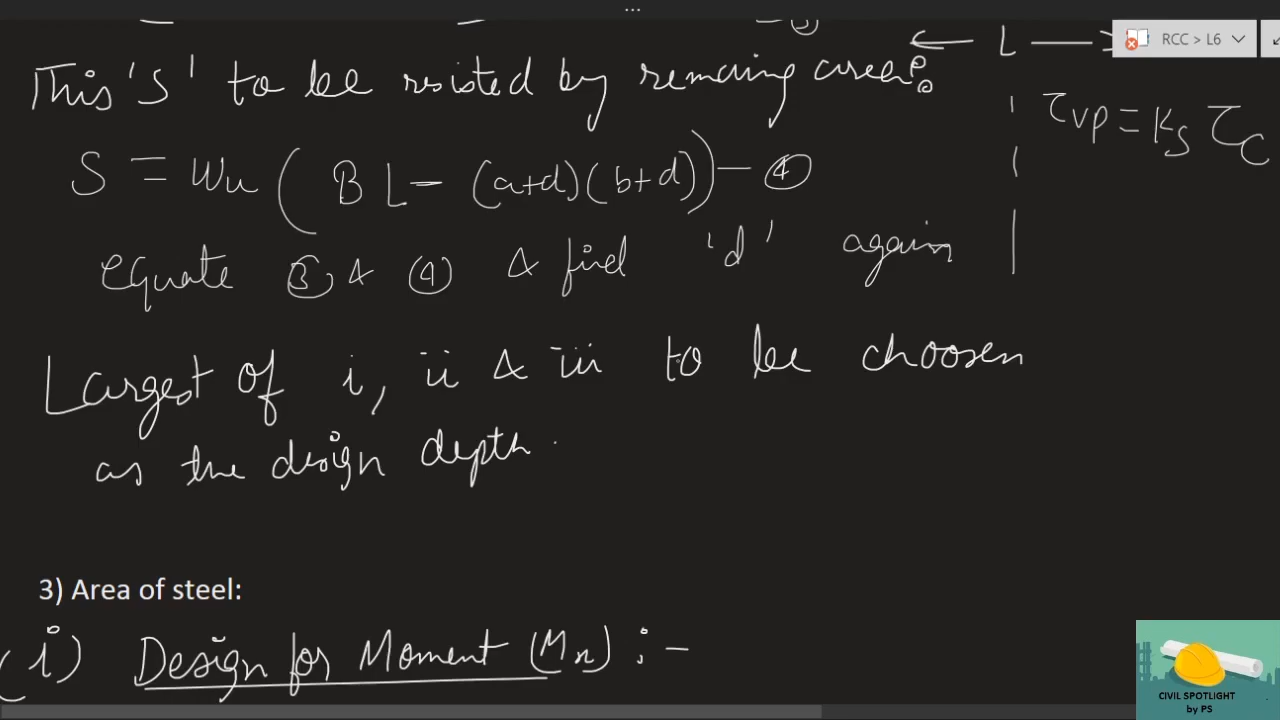 ← L → RCC > L6
This 'S' to be resisted by remaing area:
τvp = ks τc
S = Wu ( BL - (a+d)(b+d) ) - ④
equate ③ & ④ & find 'd' again
Largest of i, ii & iii to be choosen
as the design depth.
3) Area of steel:
(i) Design for Moment (Mx) :-
CIVIL SPOTLIGHT
by PS